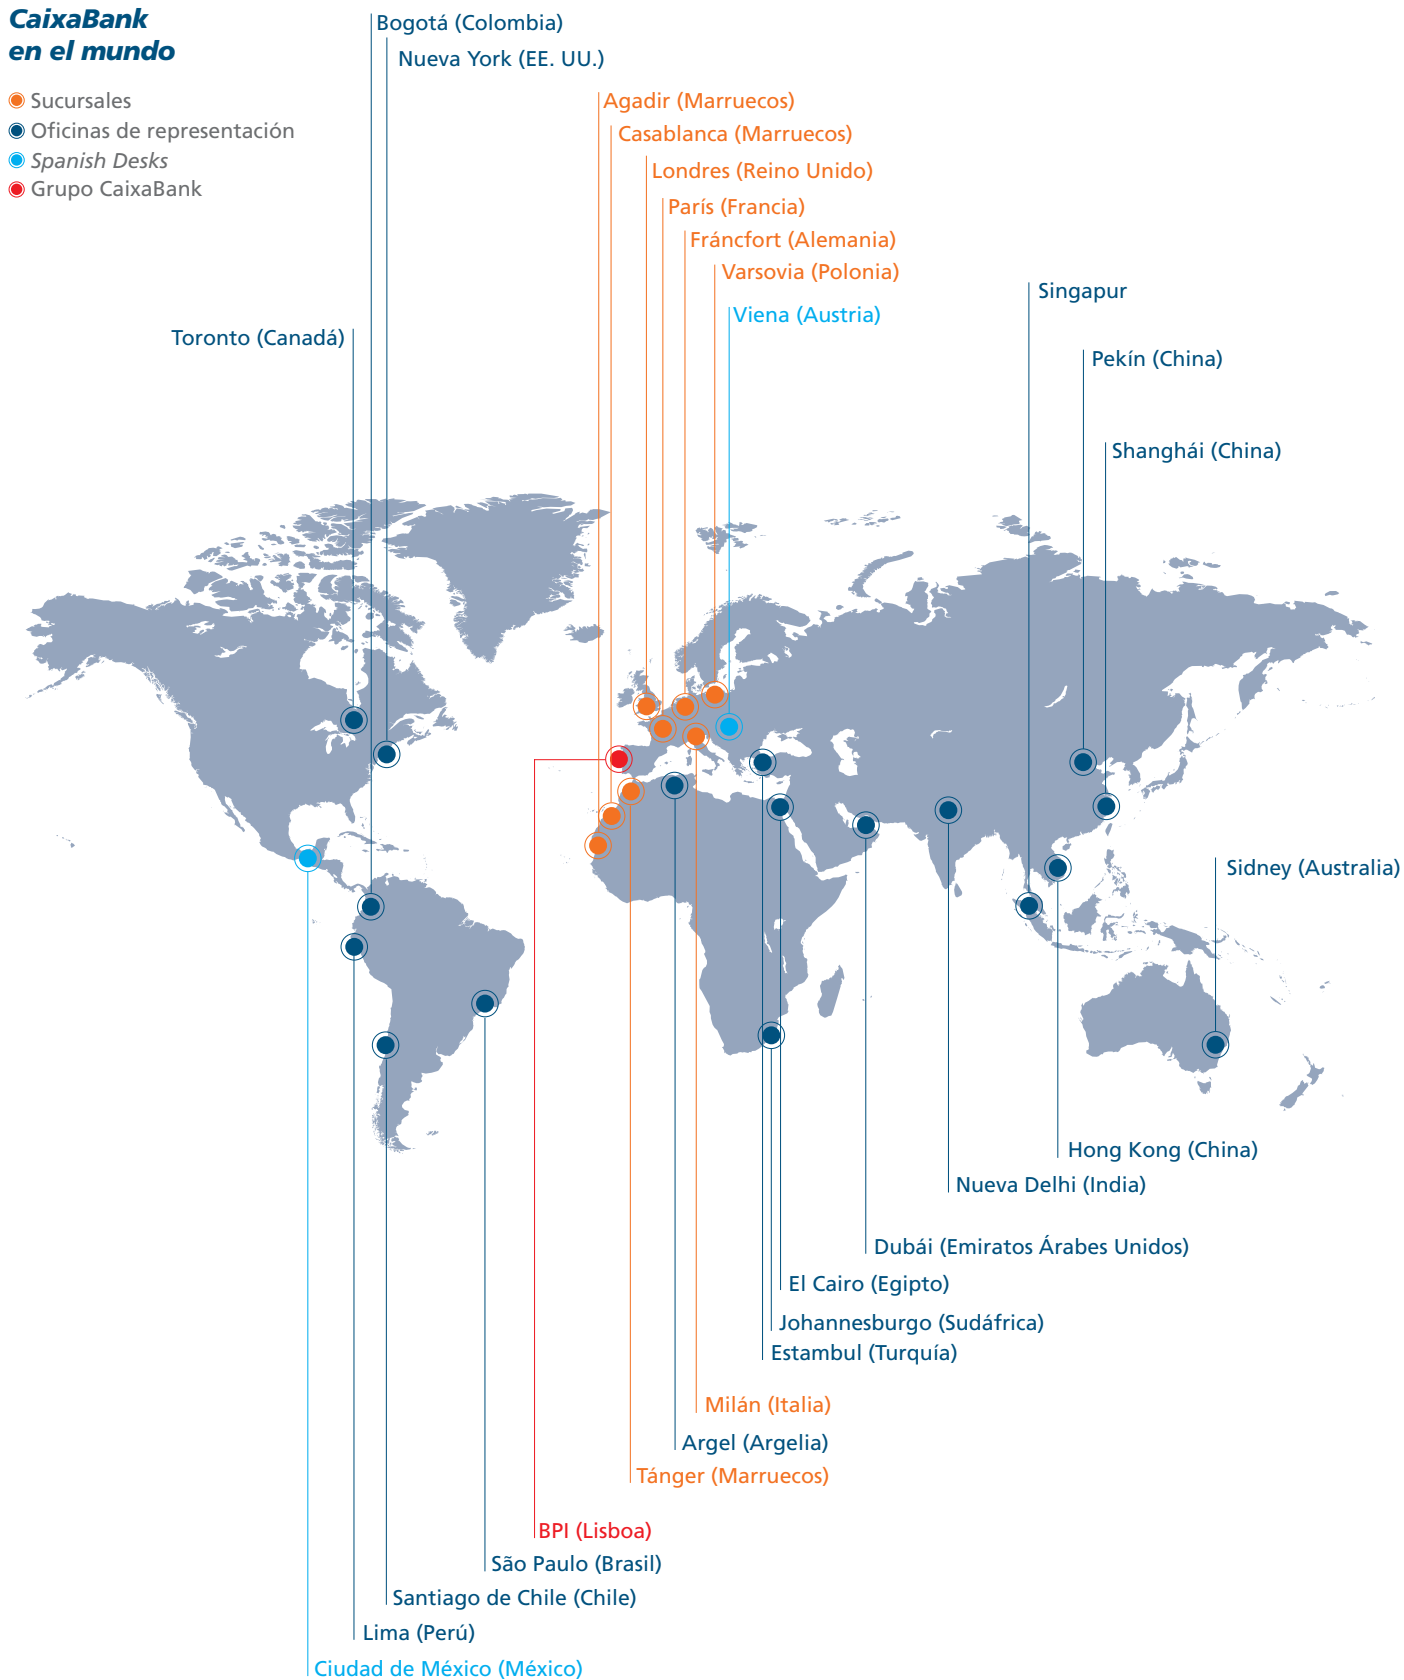 CaixaBank
en el mundo
Sucursales
Oficinas de representación
Spanish Desks
Grupo CaixaBank
Bogotá (Colombia)
Nueva York (EE. UU.)
Agadir (Marruecos)
Casablanca (Marruecos)
Londres (Reino Unido)
París (Francia)
Fráncfort (Alemania)
Varsovia (Polonia)
Singapur
Viena (Austria)
Toronto (Canadá)
Pekín (China)
Shanghái (China)
Sidney (Australia)
Hong Kong (China)
Nueva Delhi (India)
Dubái (Emiratos Árabes Unidos)
El Cairo (Egipto)
Johannesburgo (Sudáfrica)
Estambul (Turquía)
Milán (Italia)
Argel (Argelia)
Tánger (Marruecos)
BPI (Lisboa)
São Paulo (Brasil)
Santiago de Chile (Chile)
Lima (Perú)
Ciudad de México (México)